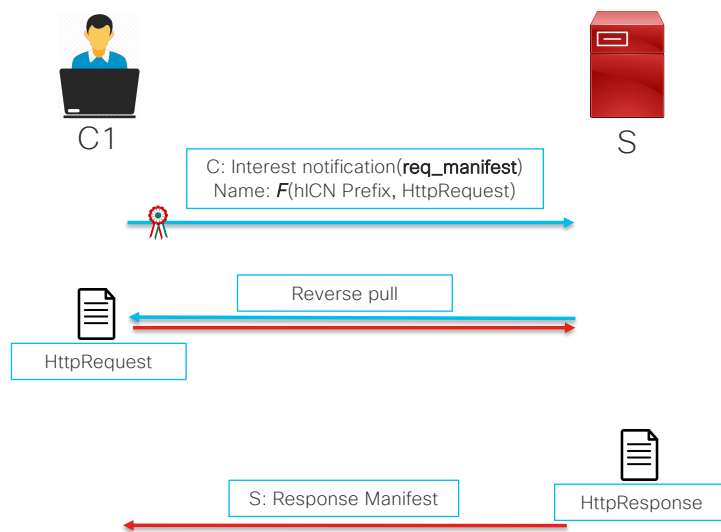 C1
S
C: Interest notification(req_manifest)
Name: F(hICN Prefix, HttpRequest)
Reverse pull
HttpRequest
HttpResponse
S: Response Manifest